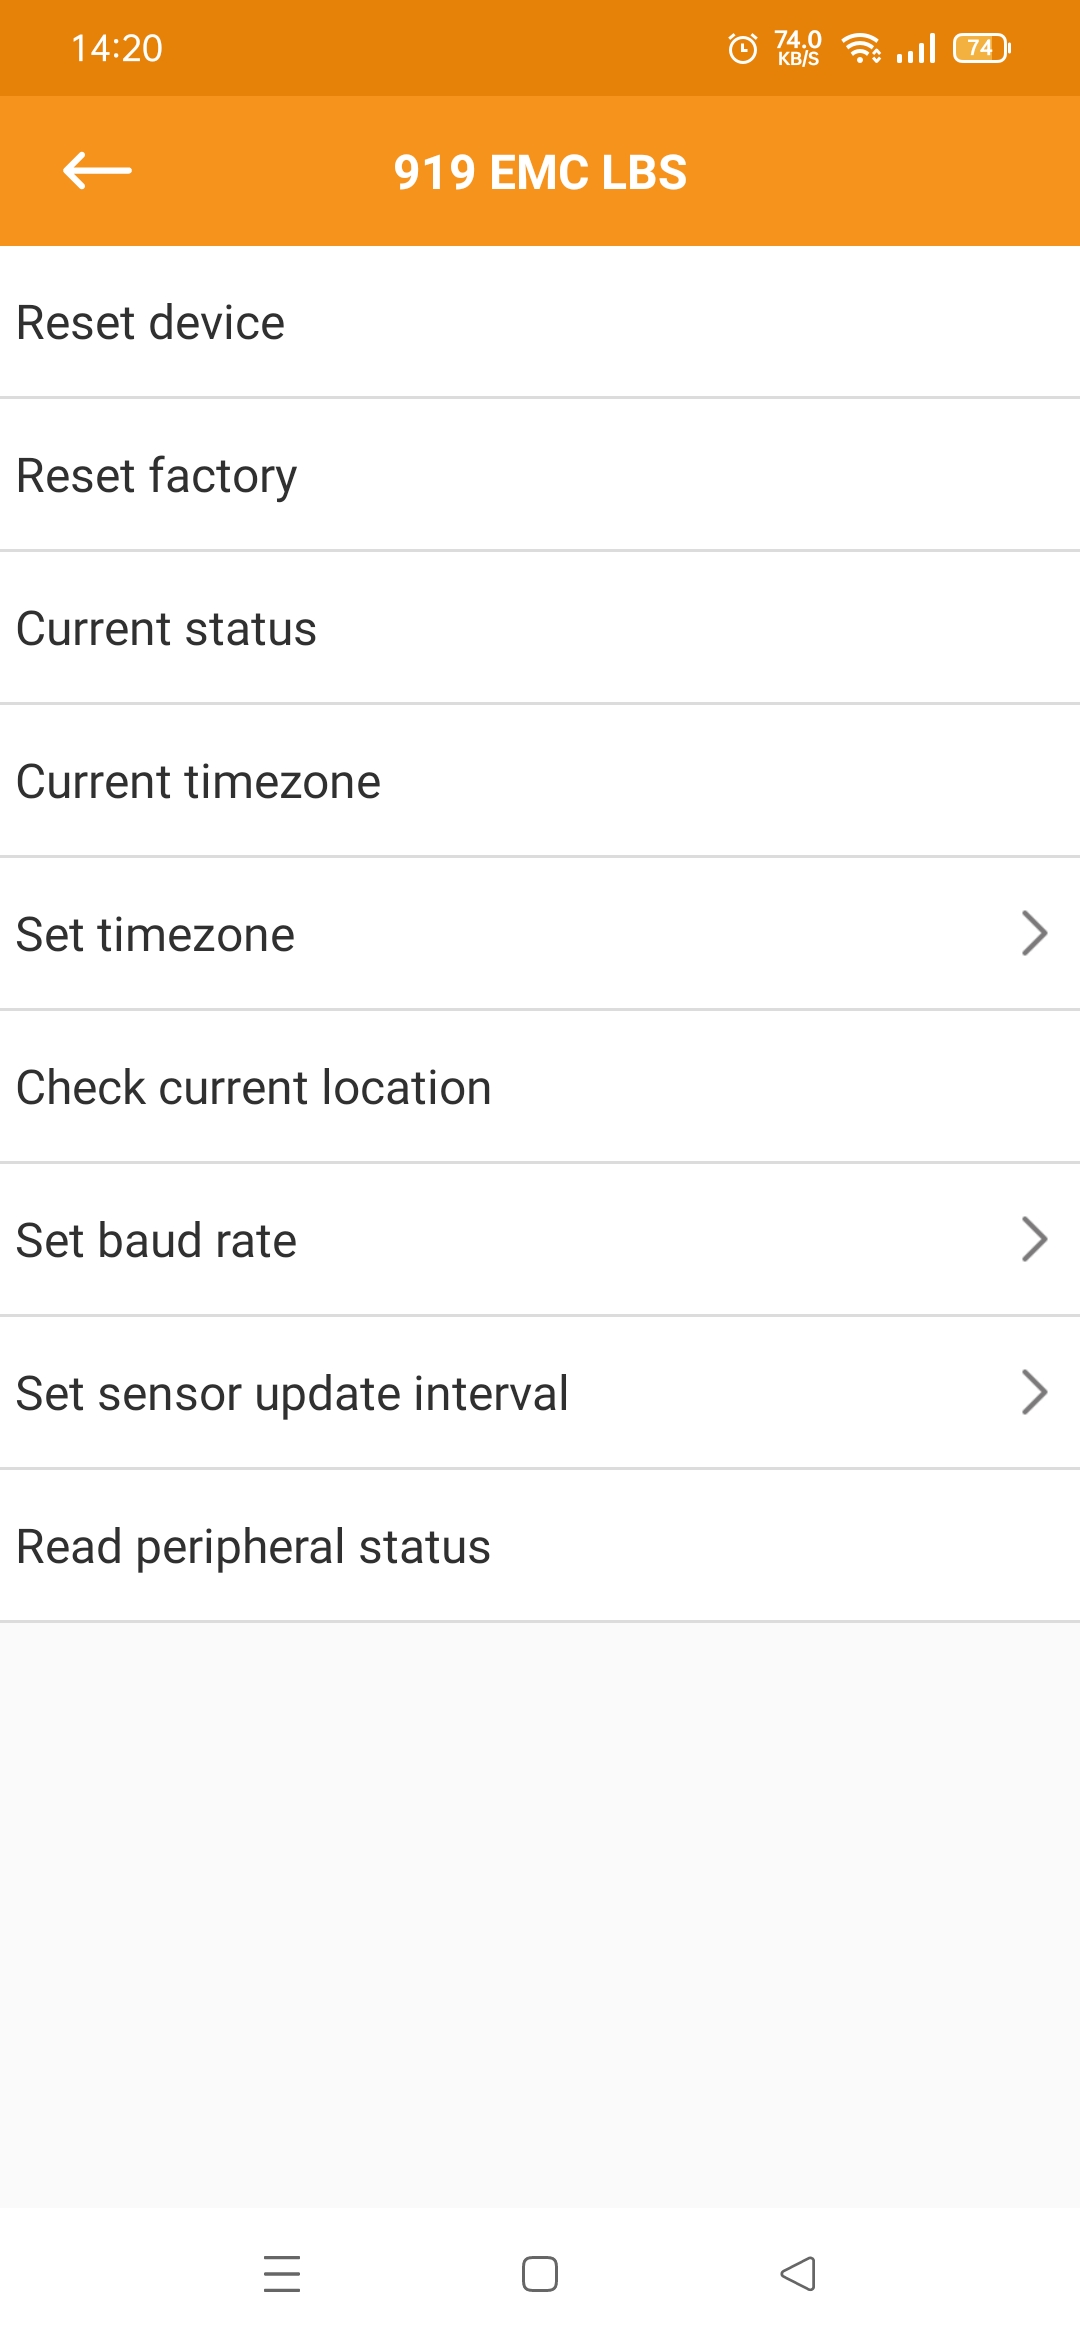 14:20
74.0
KB/S
74
919 EMC LBS
Reset device
Reset factory
Current status
Current timezone
Set timezone
Check current location
Set baud rate
Set sensor update interval
Read peripheral status